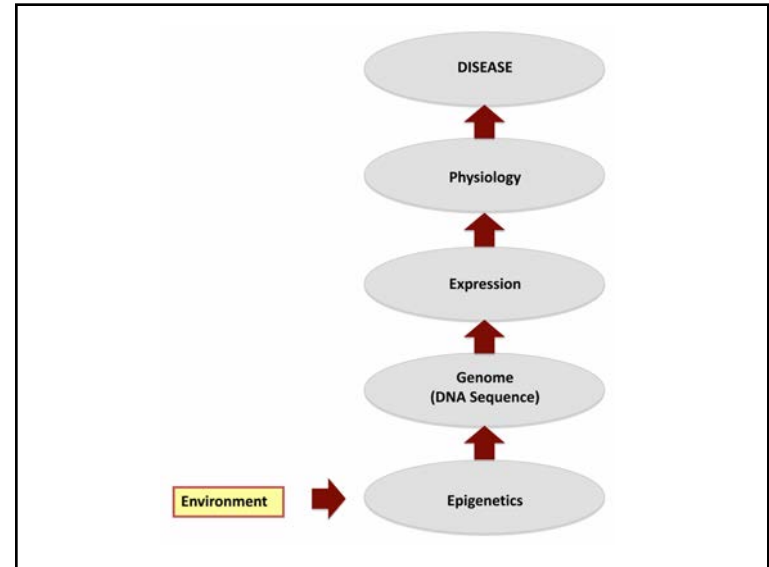 DISEASE
Physiology
Expression
Genome
(DNA Sequence)
Environment
Epigenetics